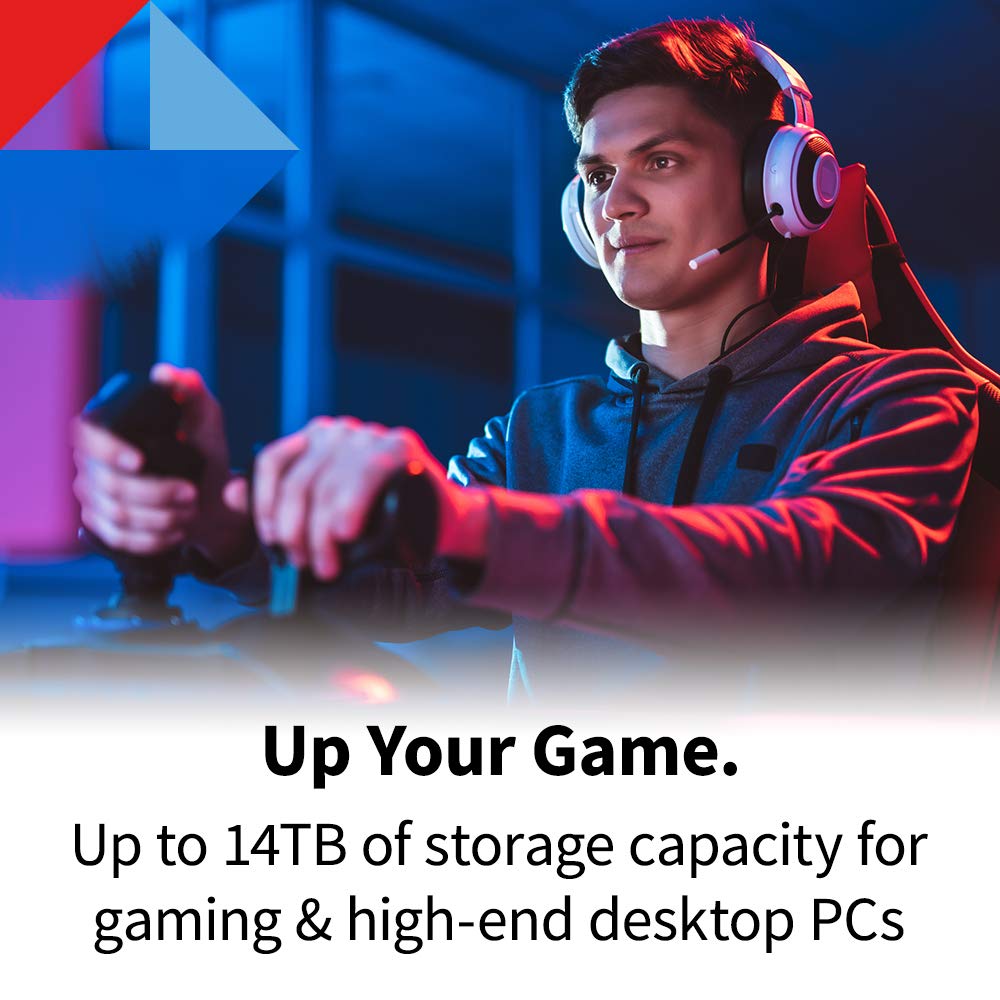 Up Your Game.
Up to 14TB of storage capacity for
gaming & high-end desktop PCs